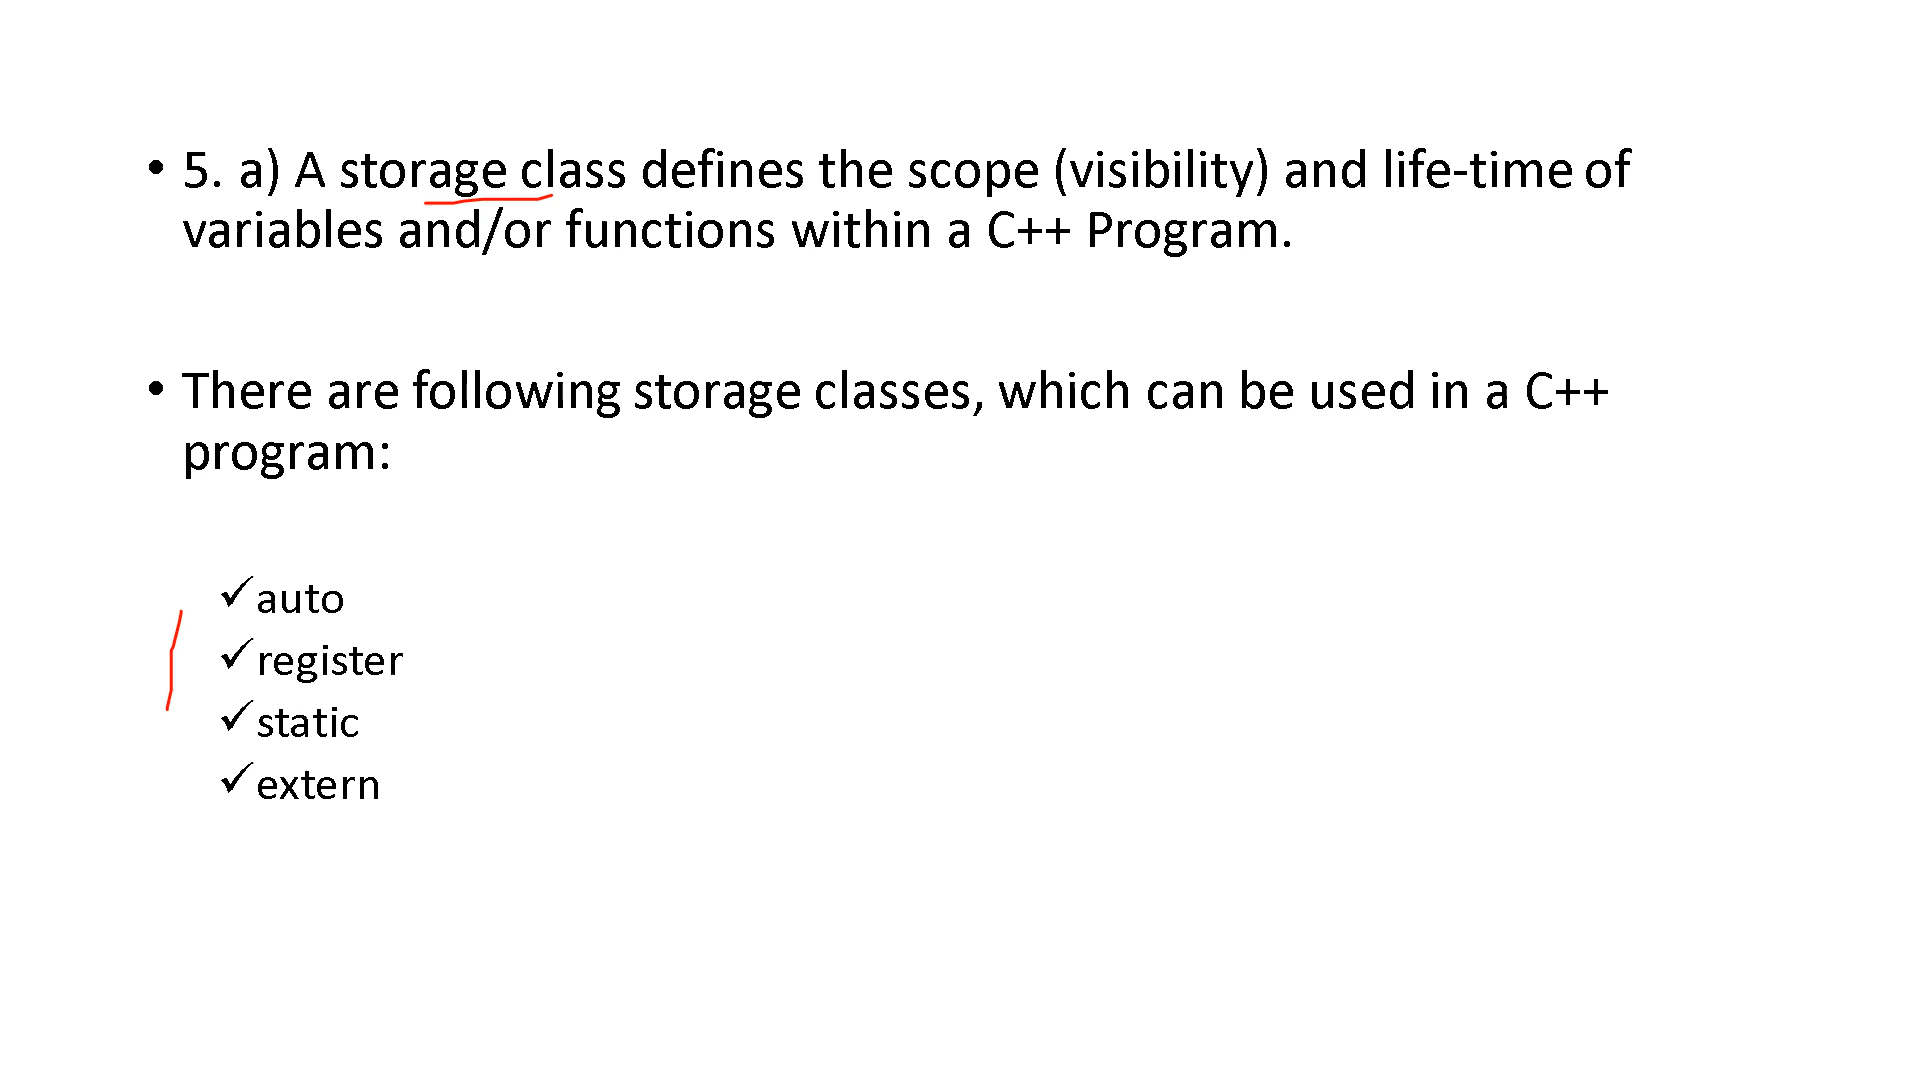 • 5. a) A storage class defines the scope (visibility) and life-time of
variables and/or functions within a C++ Program.
• There are following storage classes, which can be used in a C++
program:
✓auto
✓register
✓static
✓extern